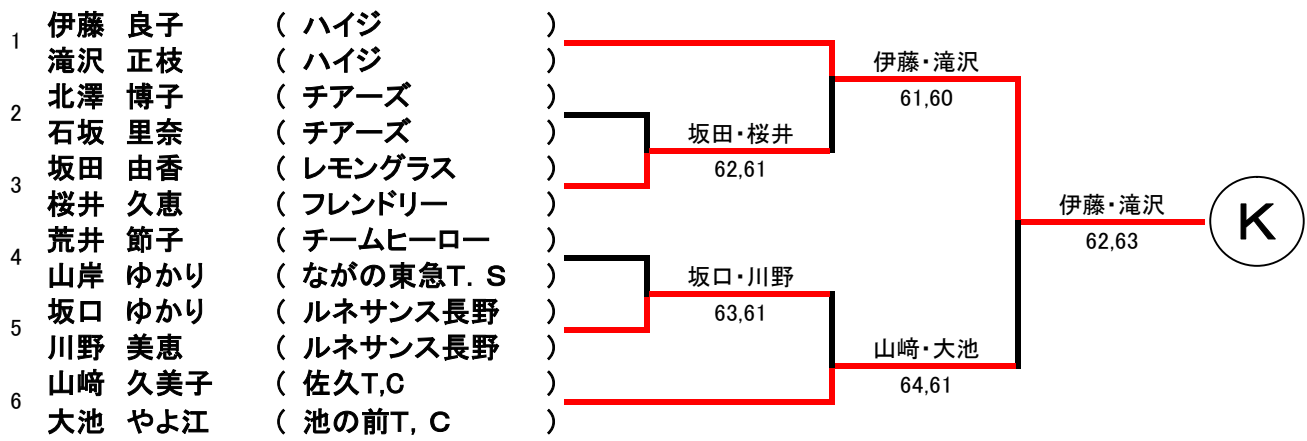 1
伊藤 良子 ( ハイジ )
滝沢 正枝 ( ハイジ )
2
北澤 博子 ( チアーズ )
石坂 里奈 ( チアーズ )
3
坂田 由香 ( レモングラス )
桜井 久恵 ( フレンドリー )
4
荒井 節子 ( チームヒーロー )
山岸 ゆかり ( ながの東急T．S )
5
坂口 ゆかり ( ルネサンス長野 )
川野 美恵 ( ルネサンス長野 )
6
山﨑 久美子 ( 佐久T,C )
大池 やよ江 ( 池の前T，C )
坂田・桜井
62,61
坂口・川野
63,61
伊藤・滝沢
61,60
山﨑・大池
64,61
伊藤・滝沢
62,63
K